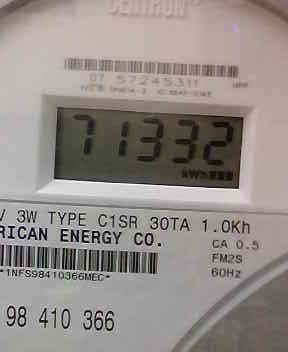 CENTRON
07 57245311
71332
kWh
V 3W TYPE C1SR 30TA 1.0Kh
RICAN ENERGY CO.
CA 0.5
FM2S
*1NFS98410366MEC*
60Hz
98 410 366